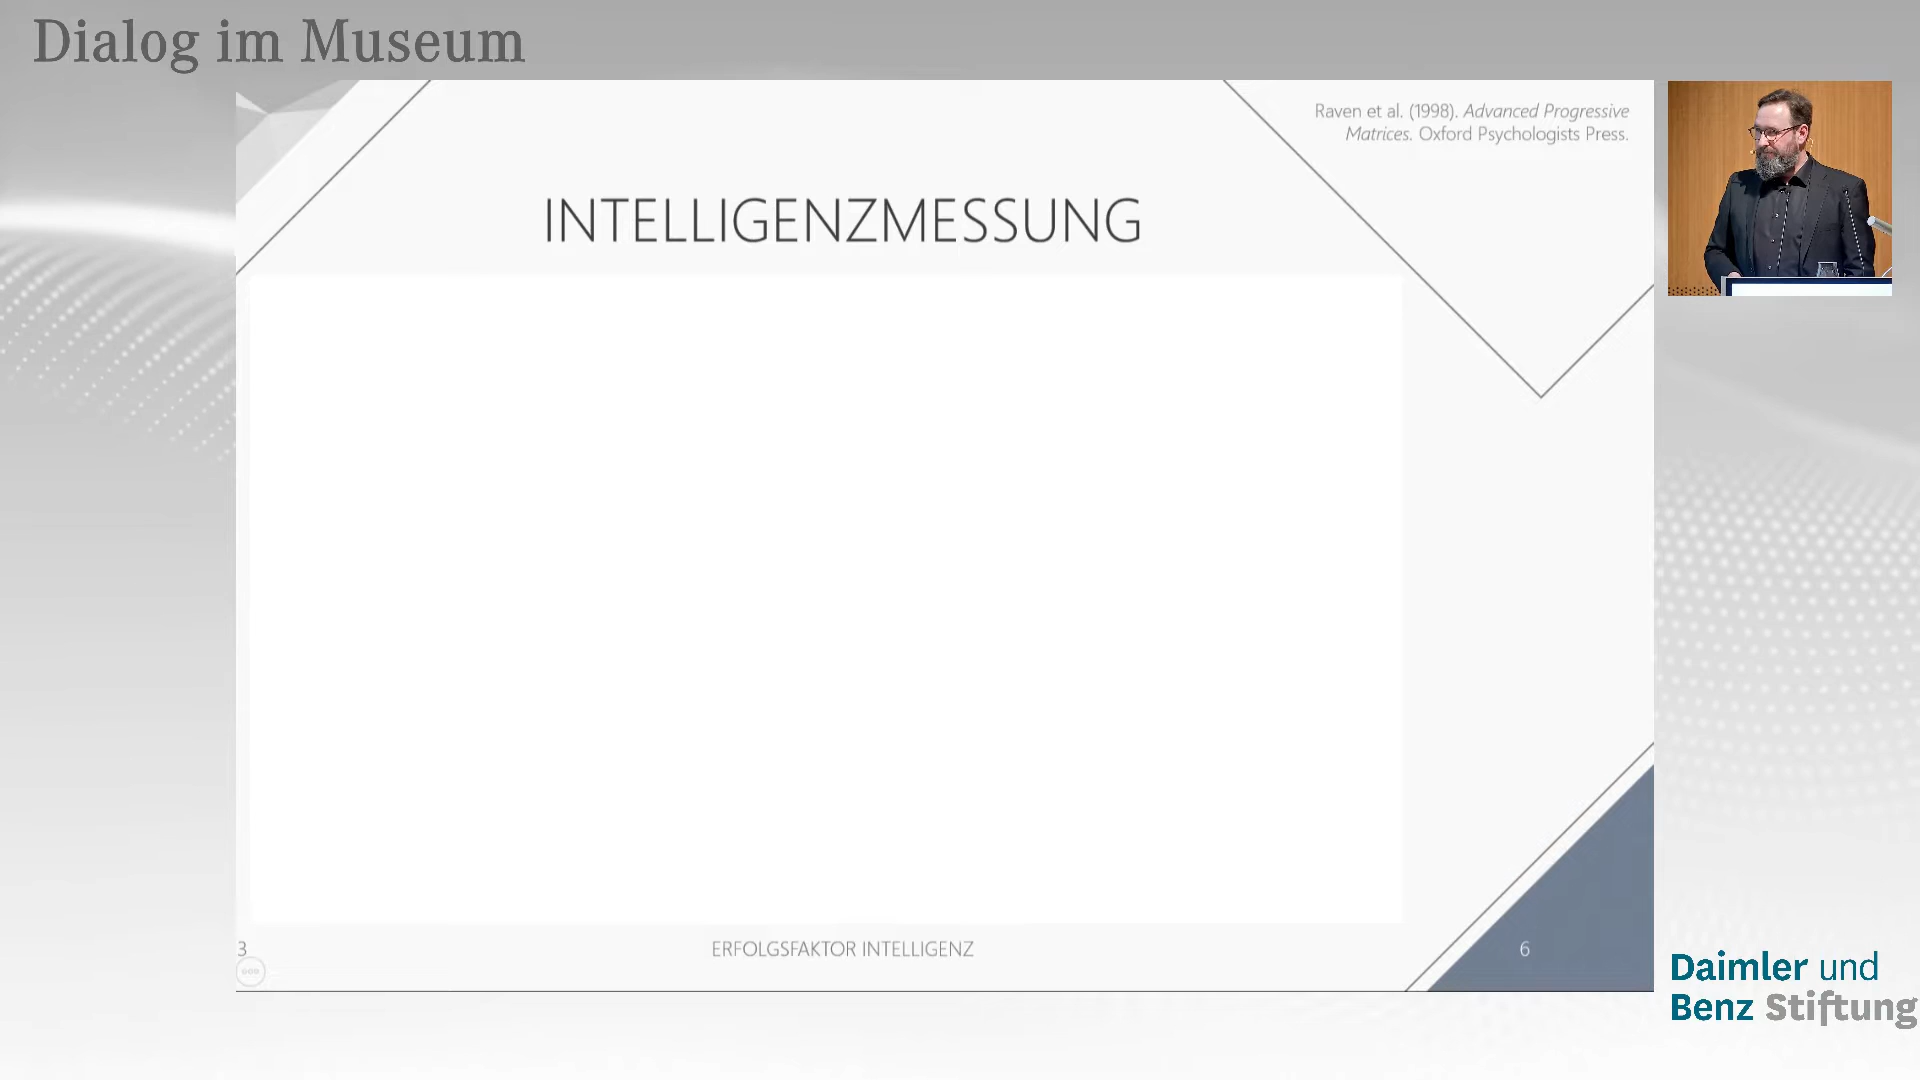 Dialog im Museum
Raven et al. (1998). Advanced Progressive
Matrices. Oxford Psychologists Press.
INTELLIGENZMESSUNG
3
ERFOLGSFAKTOR INTELLIGENZ
6
Daimler und
Benz Stiftung